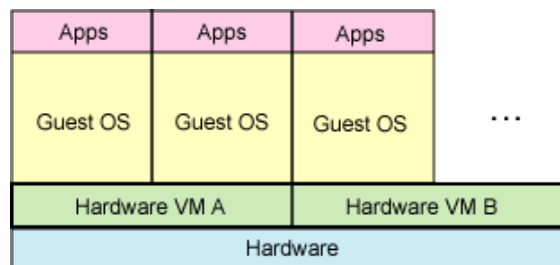 Apps Apps Apps
Guest OS Guest OS Guest OS ...
Hardware VM A Hardware VM B
Hardware